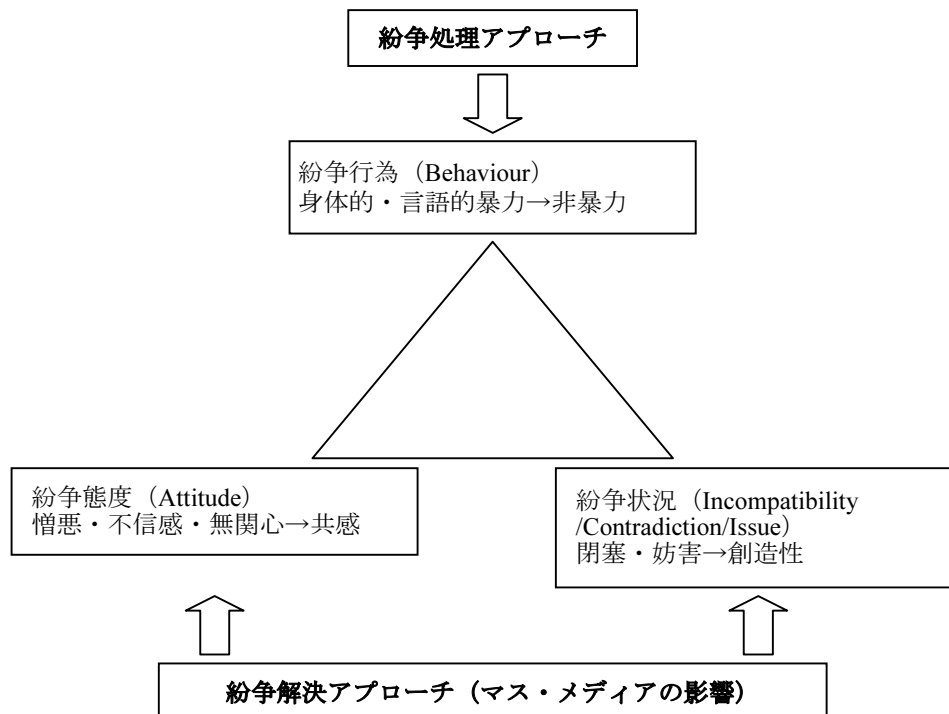 紛争処理アプローチ
紛争行為（Behaviour）
身体的・言語的暴力→非暴力
紛争態度（Attitude）
憎悪・不信感・無関心→共感
紛争状況（Incompatibility
/Contradiction/Issue）
閉塞・妨害→創造性
紛争解決アプローチ（マス・メディアの影響）